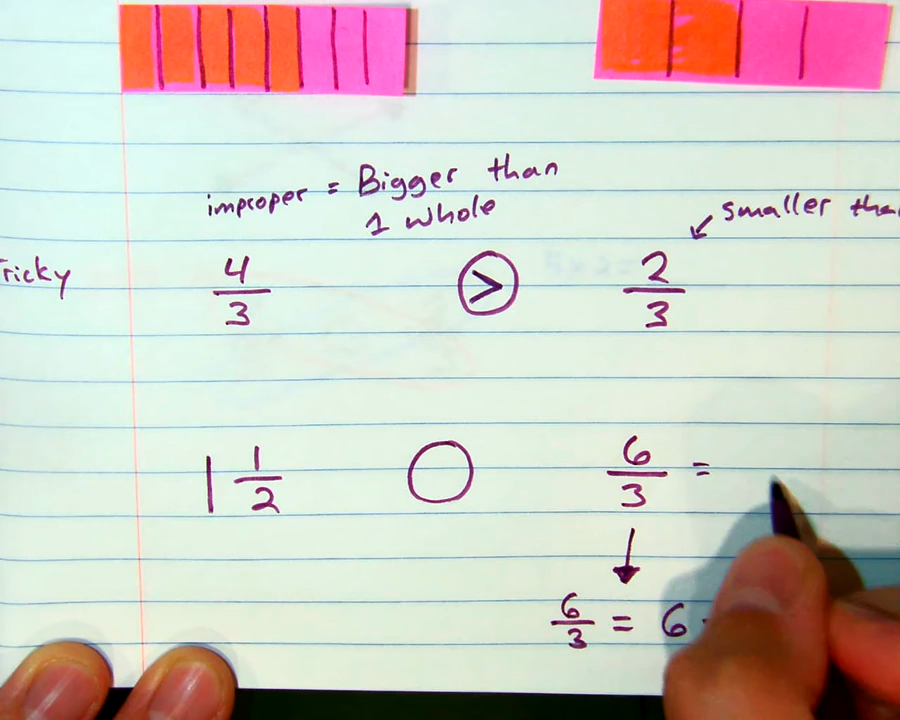 improper = Bigger than
1 whole
smaller
Tricky 4/3 > 2/3
1 1/2 6/3 =
6/3 = 6